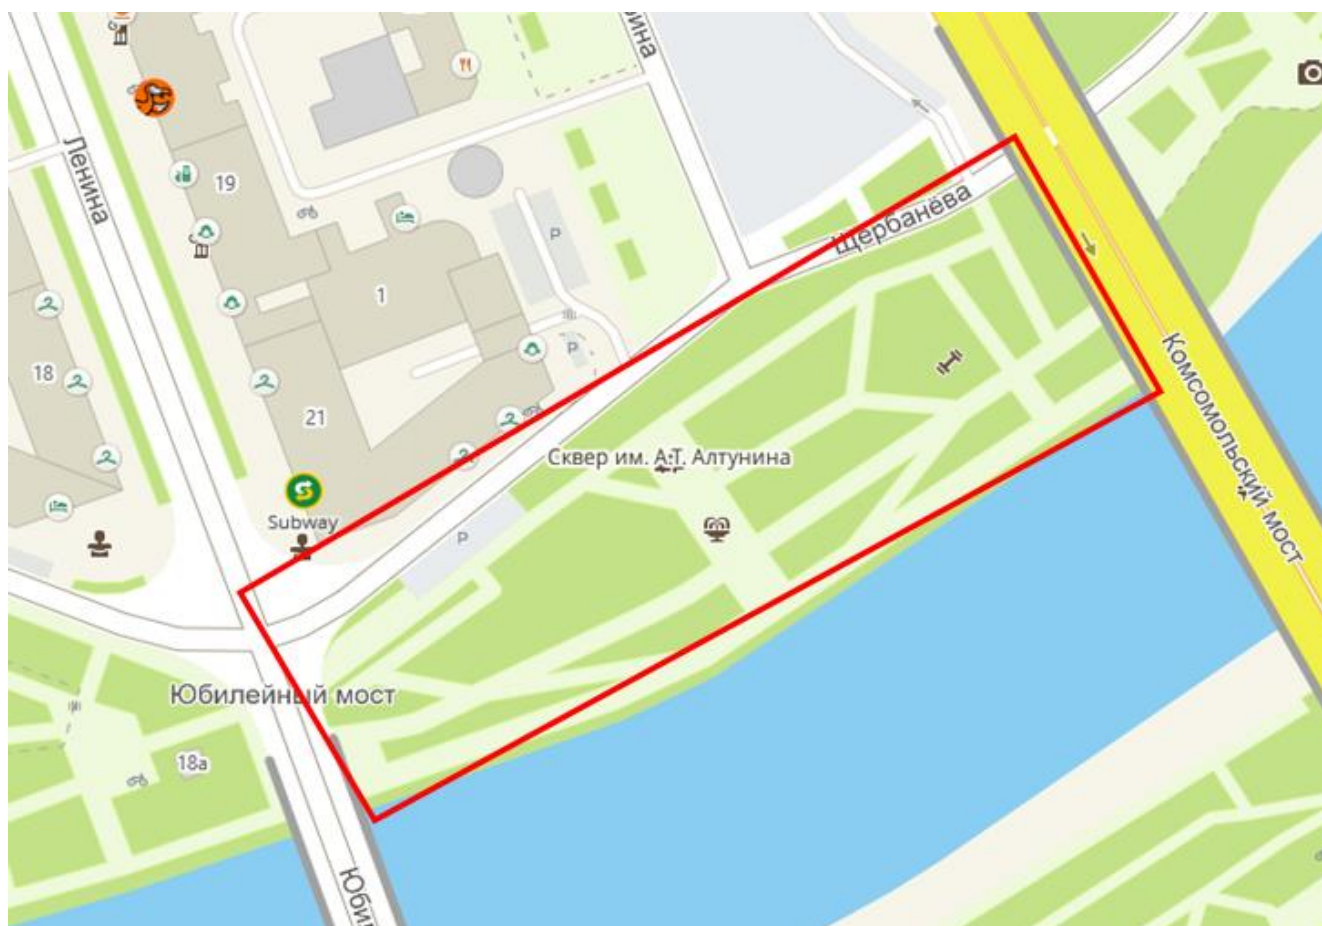 Ленина
19
P
Щербанёва
1
P
18
21
Комсомольский мост
Сквер им. А.Т. Алтунина
Subway
P
Юбилейный мост
18а